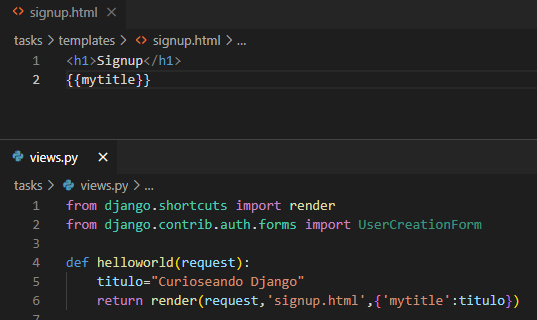 signup.html
tasks > templates > signup.html > ...
1 <h1>Signup</h1>
2 {{mytitle}}
views.py
tasks > views.py > ...
1 from django.shortcuts import render
2 from django.contrib.auth.forms import UserCreationForm
3
4 def helloworld(request):
5 titulo="Curioseando Django"
6 return render(request,'signup.html',{'mytitle':titulo})
7